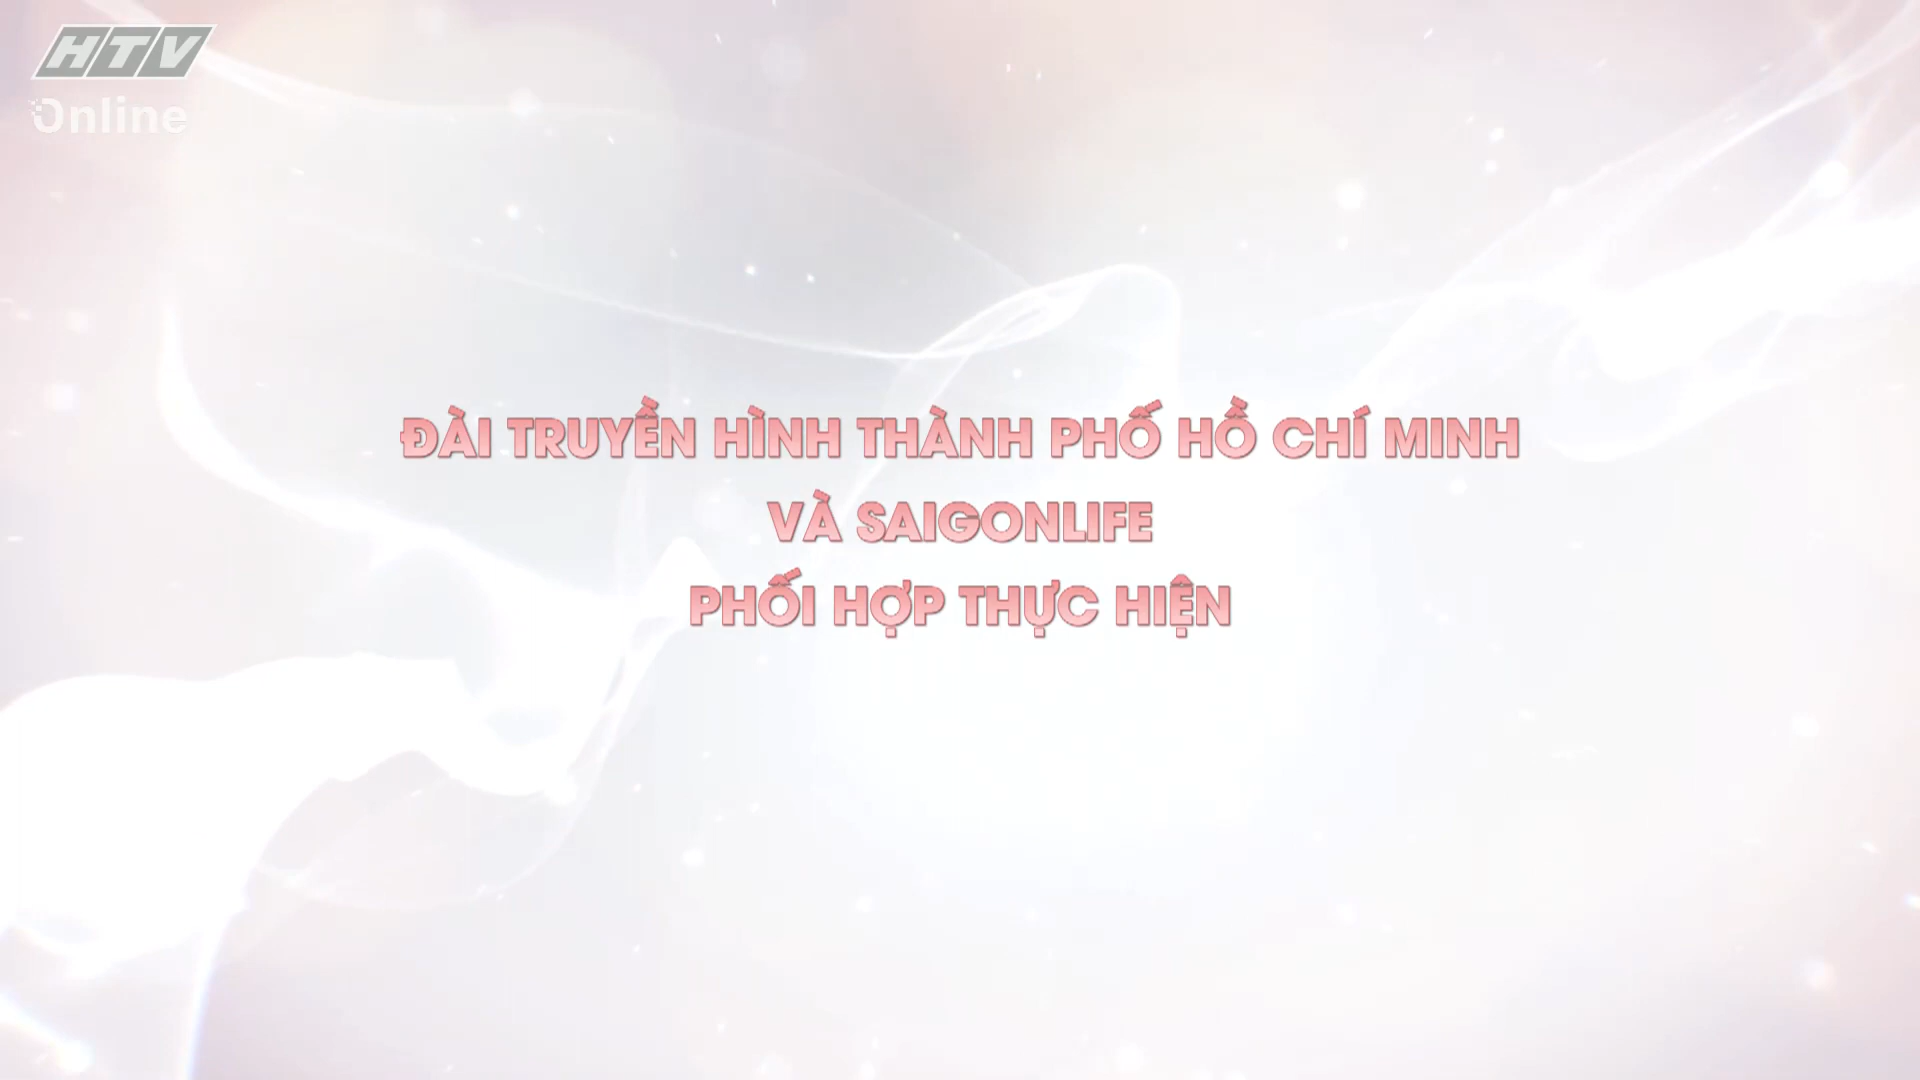 HTV
Online
ĐÀI TRUYỀN HÌNH THÀNH PHỐ HỒ CHÍ MINH
VÀ SAIGONLIFE
PHỐI HỢP THỰC HIỆN